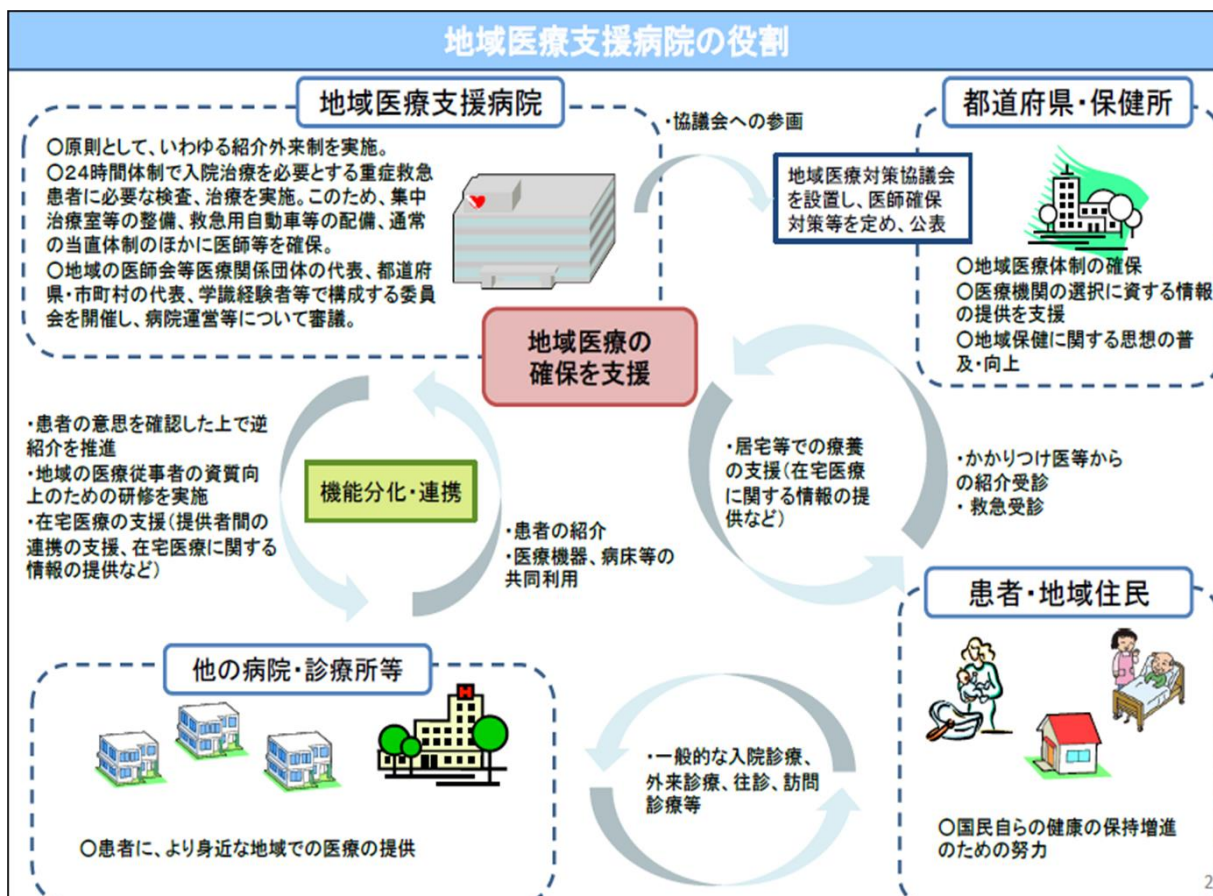 地域医療支援病院の役割
地域医療支援病院
○原則として、いわゆる紹介外来制を実施。
○24時間体制で入院治療を必要とする重症救急
患者に必要な検査、治療を実施。このため、集中
治療室等の整備、救急用自動車等の配備、通常
の当直体制のほかに医師等を確保。
○地域の医師会等医療関係団体の代表、都道府
県・市町村の代表、学識経験者等で構成する委員
会を開催し、病院運営等について審議。
・協議会への参画
都道府県・保健所
地域医療対策協議会
を設置し、医師確保
対策等を定め、公表
○地域医療体制の確保
○医療機関の選択に資する情報
の提供を支援
○地域保健に関する思想の普
及・向上
地域医療の
確保を支援
・患者の意思を確認した上で逆
紹介を推進
・地域の医療従事者の資質向
上のための研修を実施
・在宅医療の支援(提供者間の
連携の支援、在宅医療に関する
情報の提供など)
機能分化・連携
・患者の紹介
・医療機器、病床等の
共同利用
・居宅等での療養
の支援(在宅医療
に関する情報の提
供など)
・かかりつけ医等から
の紹介受診
・救急受診
他の病院・診療所等
H
○患者に、より身近な地域での医療の提供
・一般的な入院診療、
外来診療、往診、訪問
診療等
患者・地域住民
○国民自らの健康の保持増進
のための努力
2